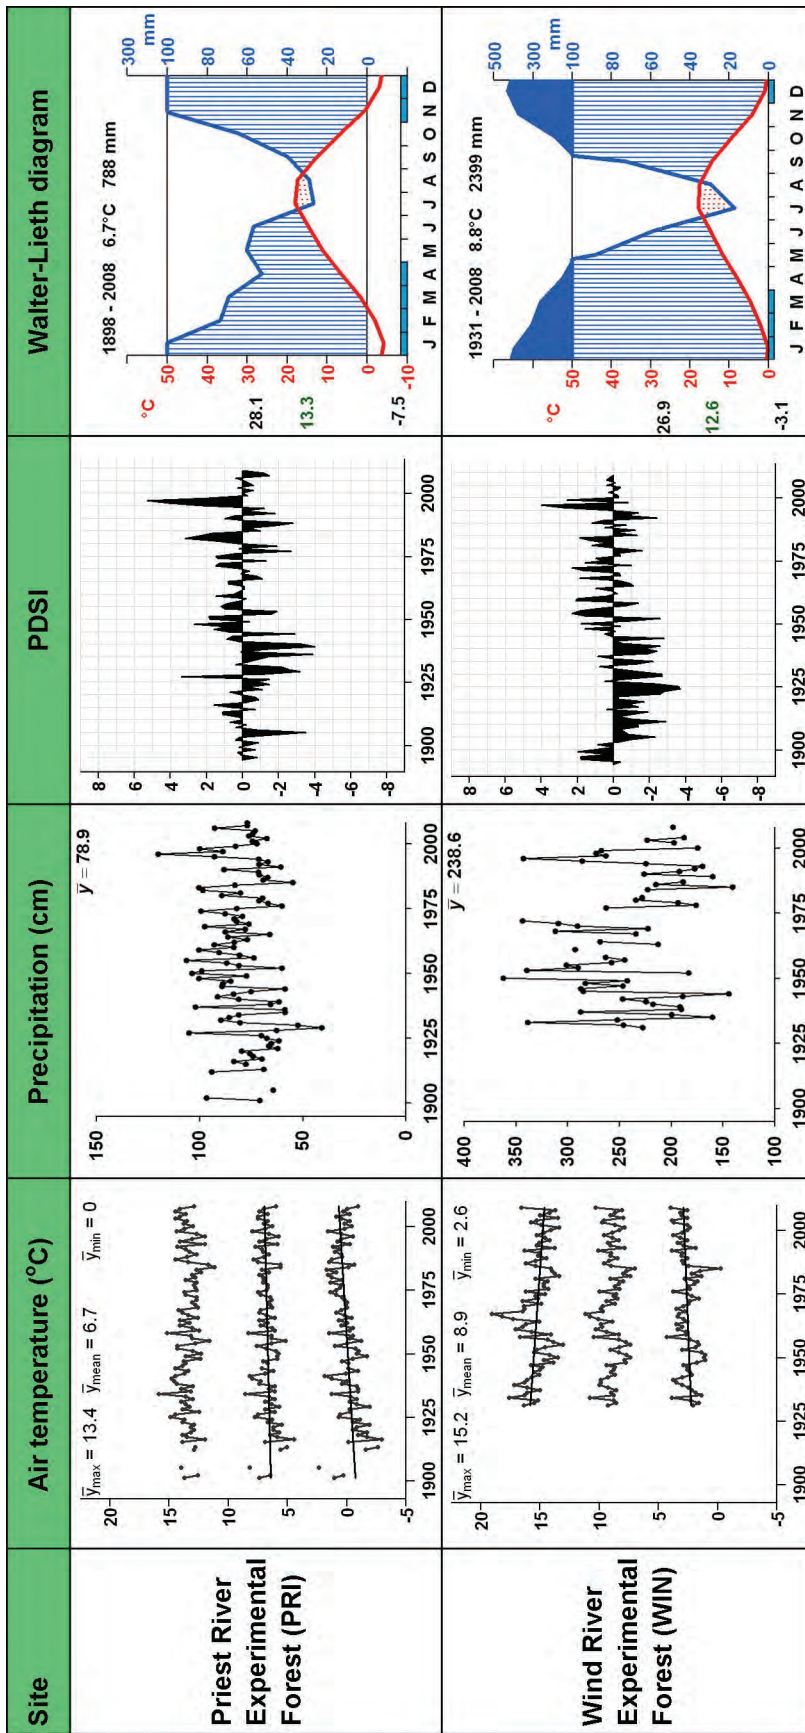 Site
Air temperature (°C)
Precipitation (cm)
PDSI
Walter-Lieth diagram
Priest River
Experimental
Forest (PRI)
y̅max = 13.4 y̅mean = 6.7 y̅min = 0
20
15
10
5
0
-5
1900 1925 1950 1975 2000
y̅ = 78.9
150
100
50
0
1900 1925 1950 1975 2000
8
6
4
2
0
-2
-4
-6
-8
1900 1925 1950 1975 2000
1898 - 2008 6.7°C 788 mm
°C
mm
28.1
13.3
-7.5
50
40
30
20
10
0
-10
300
100
80
60
40
20
0
J F M A M J J A S O N D
Wind River
Experimental
Forest (WIN)
y̅max = 15.2 y̅mean = 8.9 y̅min = 2.6
20
15
10
5
0
-5
1900 1925 1950 1975 2000
y̅ = 238.6
400
350
300
250
200
150
100
1900 1925 1950 1975 2000
8
6
4
2
0
-2
-4
-6
-8
1900 1925 1950 1975 2000
1931 - 2008 8.8°C 2399 mm
°C
mm
26.9
12.6
-3.1
50
40
30
20
10
0
500
300
100
80
60
40
20
0
J F M A M J J A S O N D